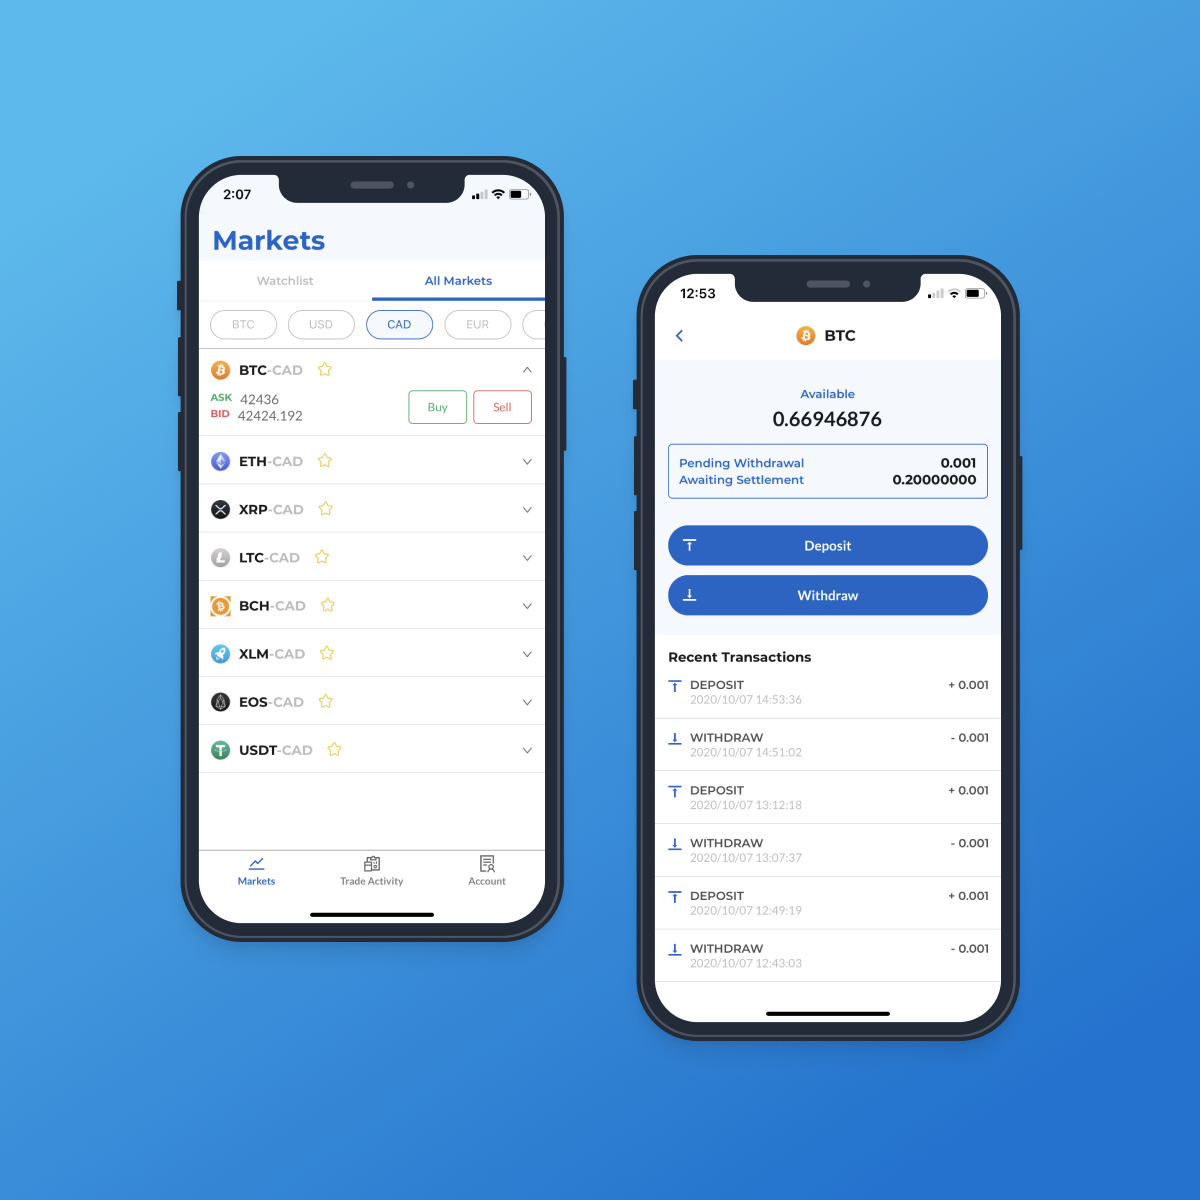 2:07
Markets
Watchlist All Markets
BTC USD CAD EUR
BTC-CAD
ASK 42436
BID 42424.192
Buy Sell
ETH-CAD
XRP-CAD
LTC-CAD
BCH-CAD
XLM-CAD
EOS-CAD
USDT-CAD
Markets Trade Activity Account
12:53
BTC
Available
0.66946876
Pending Withdrawal 0.001
Awaiting Settlement 0.20000000
Deposit
Withdraw
Recent Transactions
DEPOSIT + 0.001
2020/10/07 14:53:36
WITHDRAW - 0.001
2020/10/07 14:51:02
DEPOSIT + 0.001
2020/10/07 13:12:18
WITHDRAW - 0.001
2020/10/07 13:07:37
DEPOSIT + 0.001
2020/10/07 12:49:19
WITHDRAW - 0.001
2020/10/07 12:43:03